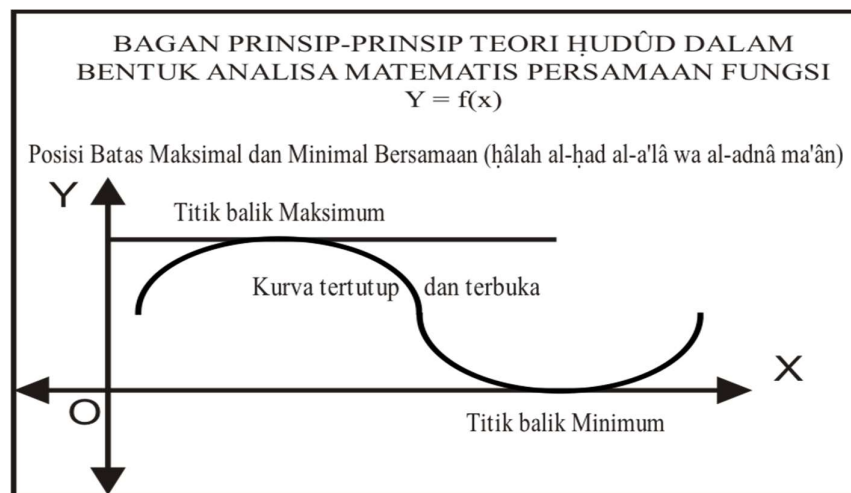 BAGAN PRINSIP-PRINSIP TEORI ḤUDÛD DALAM
BENTUK ANALISA MATEMATIS PERSAMAAN FUNGSI
Y = f(x)
Posisi Batas Maksimal dan Minimal Bersamaan (ḥâlah al-ḥad al-a'lâ wa al-adnâ ma'ân)
Y
Titik balik Maksimum
Kurva tertutup dan terbuka
X
O
Titik balik Minimum